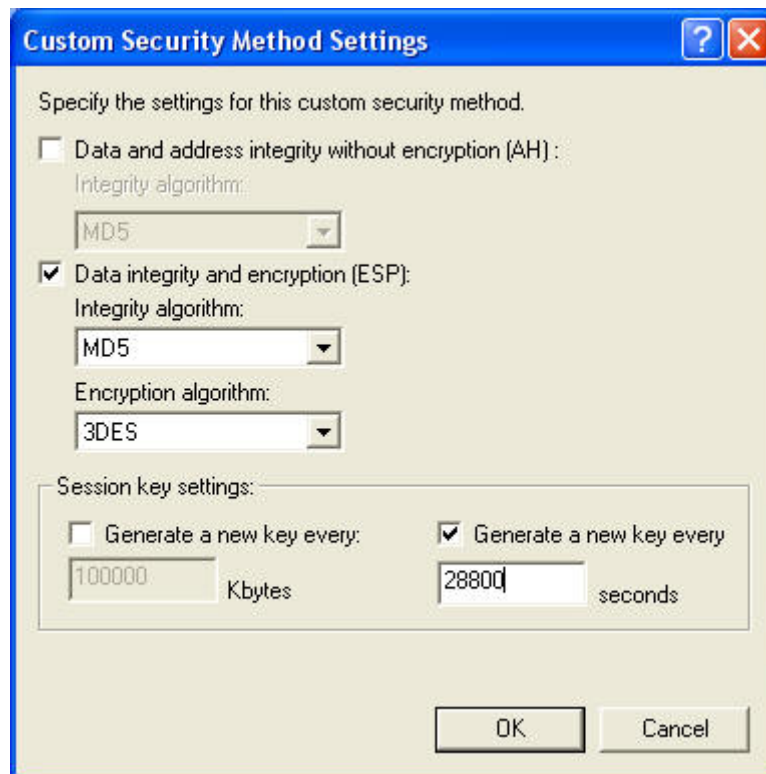 Custom Security Method Settings
Specify the settings for this custom security method.
Data and address integrity without encryption (AH) :
Integrity algorithm:
MD5
Data integrity and encryption (ESP):
Integrity algorithm:
MD5
Encryption algorithm:
3DES
Session key settings:
Generate a new key every: Generate a new key every
100000 Kbytes 28800 seconds
OK Cancel